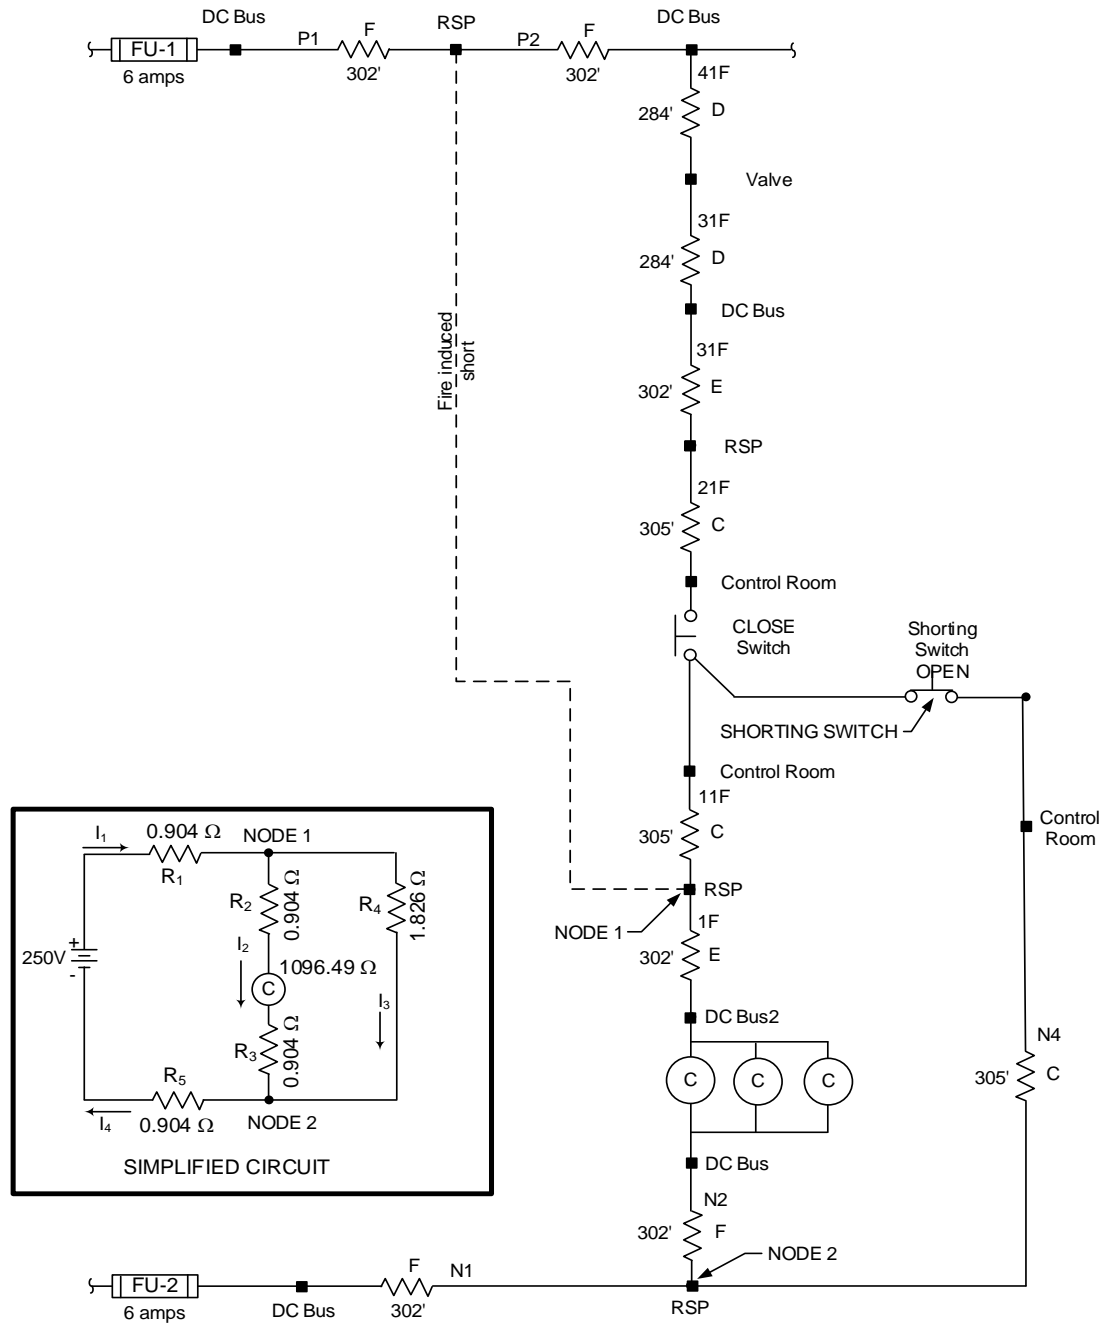 DC Bus
RSP
DC Bus
FU-1
6 amps
P1
F
302'
P2
F
302'
41F
284'
D
Valve
31F
284'
D
DC Bus
31F
302'
E
RSP
21F
305'
C
Control Room
Fire induced
short
CLOSE
Switch
Shorting
Switch
OPEN
SHORTING SWITCH
Control Room
11F
305'
C
Control
Room
RSP
NODE 1
1F
302'
E
DC Bus2
C
C
C
N4
305'
C
DC Bus
N2
302'
F
NODE 2
RSP
I1
0.904 Ω
R1
NODE 1
R2
0.904 Ω
R4
1.826 Ω
250V
+
-
I2
1096.49 Ω
C
I3
R3
0.904 Ω
R5
I4
0.904 Ω
NODE 2
SIMPLIFIED CIRCUIT
FU-2
6 amps
DC Bus
F
302'
N1